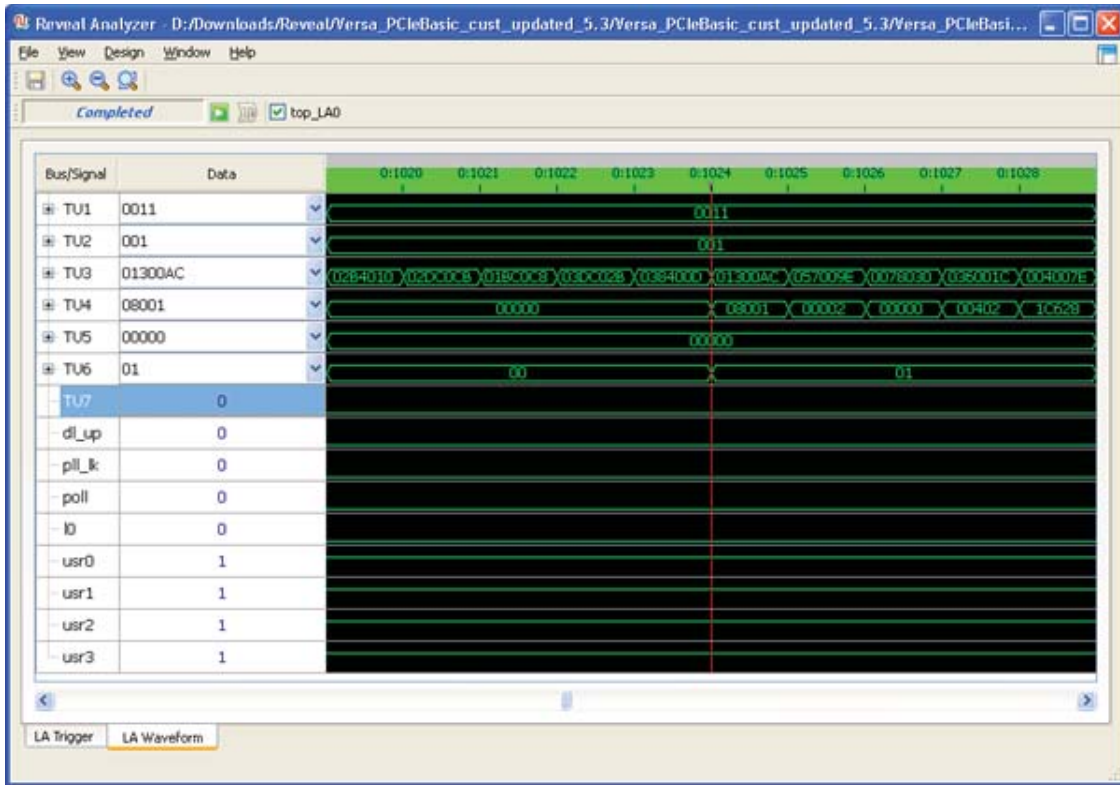 Reveal Analyzer - D:/Downloads/Reveal/Versa_PCIeBasic_cust_updated_5.3/Versa_PCIeBasic_cust_updated_5.3/Versa_PCIeBasi...
File View Design Window Help
Completed top_LA0
Bus/Signal Data 0:1020 0:1021 0:1022 0:1023 0:1024 0:1025 0:1026 0:1027 0:1028
TU1 0011 0011
TU2 001 001
TU3 01300AC 02B4010 02DC0CB 01BC0C8 03DC02B 038400D 01300AC 057009E 0078030 036001C 004007E
TU4 08001 00000 08001 00002 00000 00402 1C628
TU5 00000 00000
TU6 01 00 01
TU7 0
dl_up 0
pll_lk 0
poll 0
l0 0
usr0 1
usr1 1
usr2 1
usr3 1
LA Trigger LA Waveform